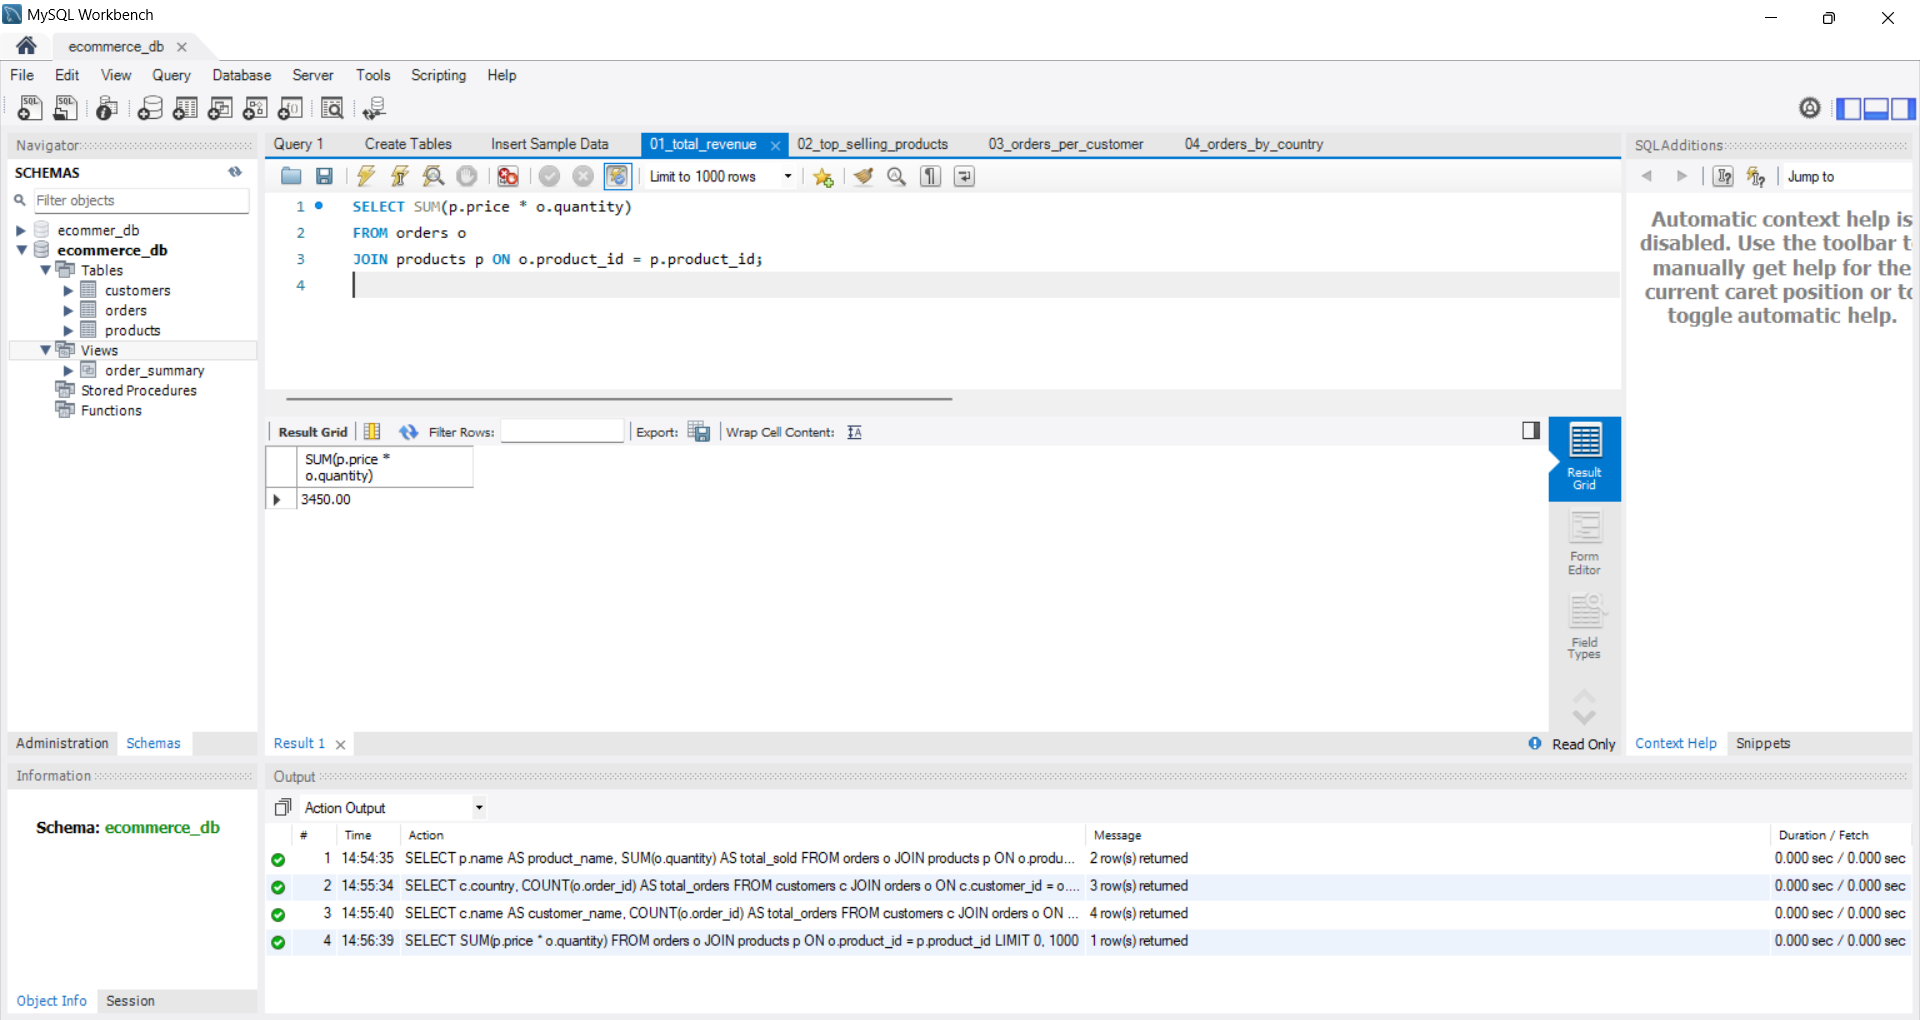 MySQL Workbench
ecommerce_db
File Edit View Query Database Server Tools Scripting Help
Navigator
SCHEMAS
Filter objects
ecommer_db
ecommerce_db
Tables
customers
orders
products
Views
order_summary
Stored Procedures
Functions
Administration Schemas
Information
Schema: ecommerce_db
Object Info Session
Query 1 Create Tables Insert Sample Data 01_total_revenue 02_top_selling_products 03_orders_per_customer 04_orders_by_country
Limit to 1000 rows
1 SELECT SUM(p.price * o.quantity)
2 FROM orders o
3 JOIN products p ON o.product_id = p.product_id;
4
Result Grid Filter Rows: Export: Wrap Cell Content:
SUM(p.price *
o.quantity)
3450.00
Result
Grid
Form
Editor
Field
Types
Result 1
Read Only
SQLAdditions
Jump to
Automatic context help is
disabled. Use the toolbar t
manually get help for the
current caret position or to
toggle automatic help.
Context Help Snippets
Output
Action Output
# Time Action Message Duration / Fetch
1 14:54:35 SELECT p.name AS product_name, SUM(o.quantity) AS total_sold FROM orders o JOIN products p ON o.produ... 2 row(s) returned 0.000 sec / 0.000 sec
2 14:55:34 SELECT c.country, COUNT(o.order_id) AS total_orders FROM customers c JOIN orders o ON c.customer_id = o.... 3 row(s) returned 0.000 sec / 0.000 sec
3 14:55:40 SELECT c.name AS customer_name, COUNT(o.order_id) AS total_orders FROM customers c JOIN orders o ON ... 4 row(s) returned 0.000 sec / 0.000 sec
4 14:56:39 SELECT SUM(p.price * o.quantity) FROM orders o JOIN products p ON o.product_id = p.product_id LIMIT 0, 1000 1 row(s) returned 0.000 sec / 0.000 sec